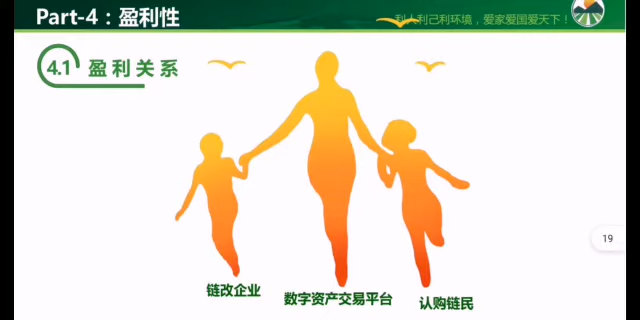 Part-4：盈利性
利人利己利环境，爱家爱国爱天下！
4.1 盈利关系
19
链改企业
数字资产交易平台
认购链民